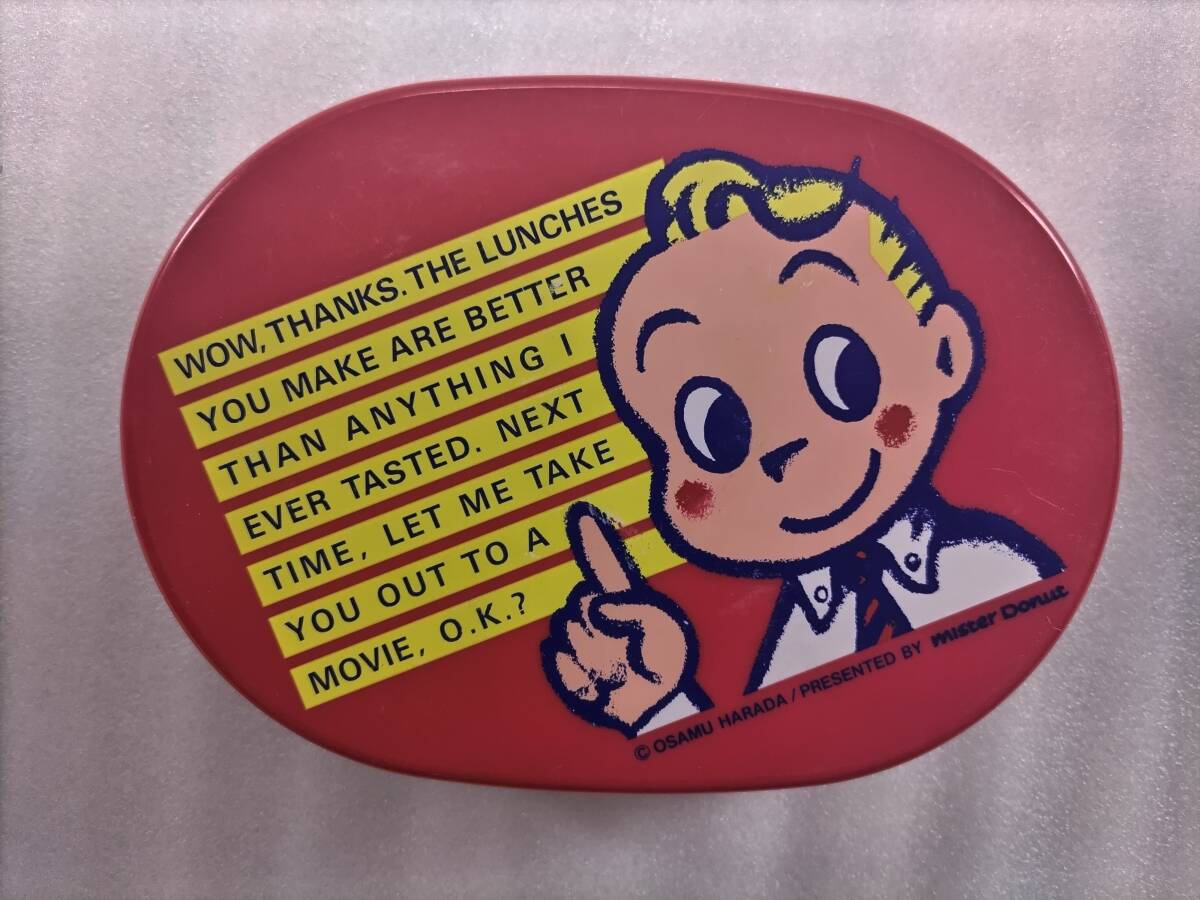 WOW, THANKS. THE LUNCHES
YOU MAKE ARE BETTER
THAN ANYTHING I
EVER TASTED. NEXT
TIME, LET ME TAKE
YOU OUT TO A
MOVIE, O.K.?
© OSAMU HARADA / PRESENTED BY mister Donut